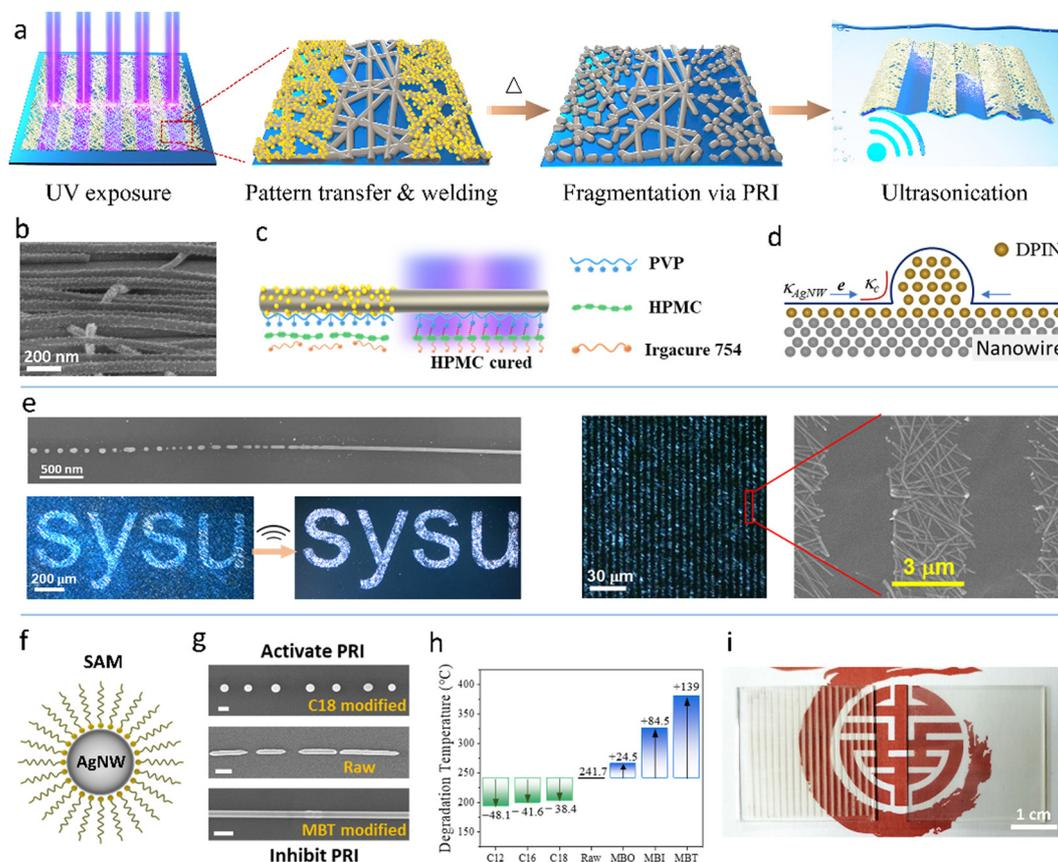 a
UV exposure
Pattern transfer & welding
△
Fragmentation via PRI
Ultrasonication
b
200 nm
c
PVP
HPMC
Irgacure 754
HPMC cured
d
DPIN
κAgNW
e
κc
Nanowire
e
500 nm
sysu
200 μm
sysu
30 μm
3 μm
f
SAM
AgNW
g
Activate PRI
C18 modified
Raw
MBT modified
Inhibit PRI
h
Degradation Temperature (°C)
400
350
300
250
200
150
−48.1
−41.6
−38.4
241.7
+24.5
+84.5
+139
C12 C16 C18 Raw MBO MBI MBT
i
1 cm